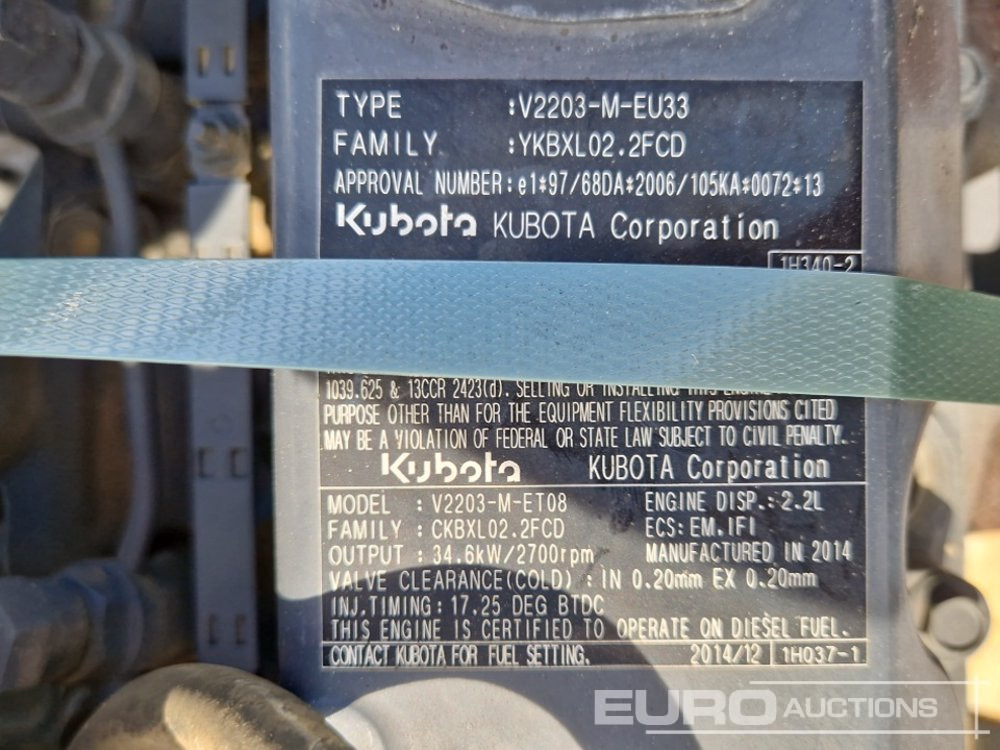 TYPE :V2203-M-EU33
FAMILY :YKBXL02.2FCD
APPROVAL NUMBER:e1*97/68DA*2006/105KA*0072*13
Kubota KUBOTA Corporation
1H340-2
1039.625 & 13CCR 2423(d). SELLING OR INSTALLING THIS
PURPOSE OTHER THAN FOR THE EQUIPMENT FLEXIBILITY PROVISIONS CITED
MAY BE A VIOLATION OF FEDERAL OR STATE LAW SUBJECT TO CIVIL PENALTY.
Kubota KUBOTA Corporation
MODEL : V2203-M-ET08 ENGINE DISP.: 2.2L
FAMILY : CKBXL02.2FCD ECS: EM.IFI
OUTPUT : 34.6kW/2700rpm MANUFACTURED IN 2014
VALVE CLEARANCE(COLD) : IN 0.20mm EX 0.20mm
INJ.TIMING: 17.25 DEG BTDC
THIS ENGINE IS CERTIFIED TO OPERATE ON DIESEL FUEL.
CONTACT KUBOTA FOR FUEL SETTING. 2014/12 1H037-1
EURO AUCTIONS